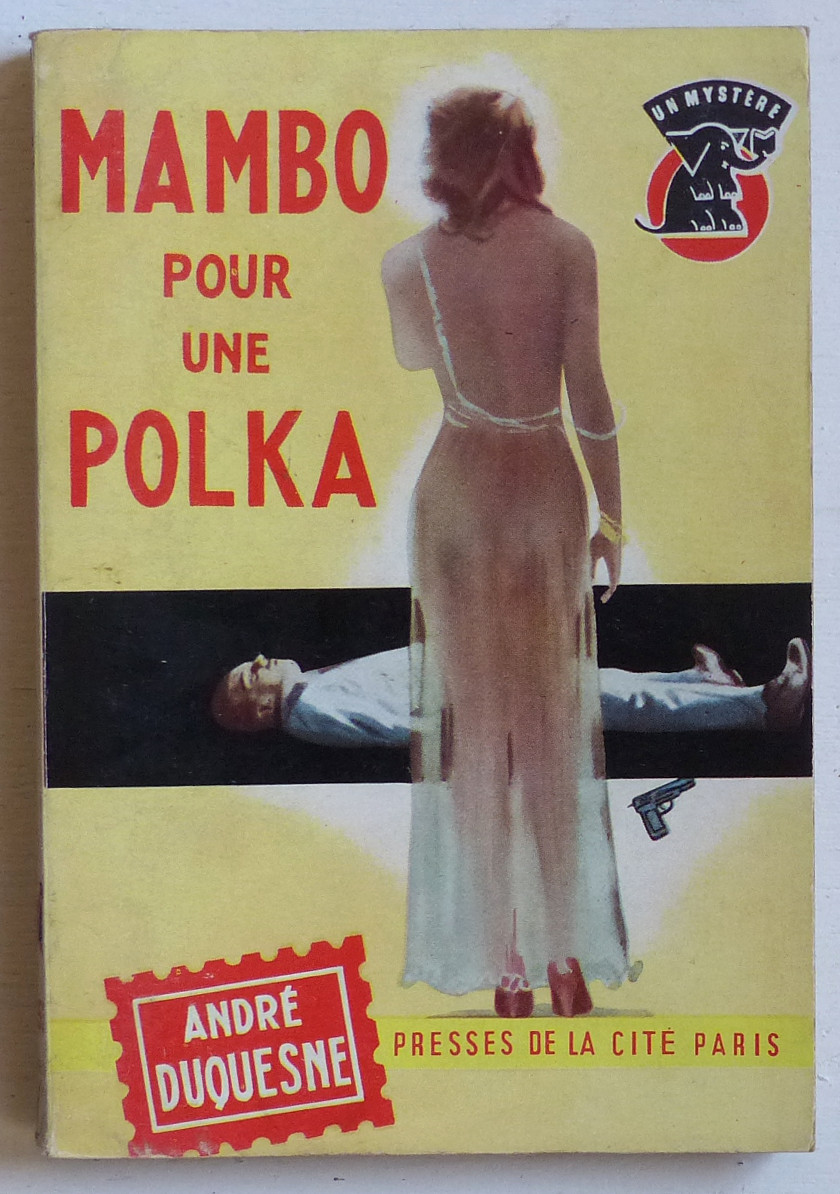 UN MYSTÈRE
MAMBO
POUR
UNE
POLKA
ANDRÉ
DUQUESNE
PRESSES DE LA CITÉ PARIS